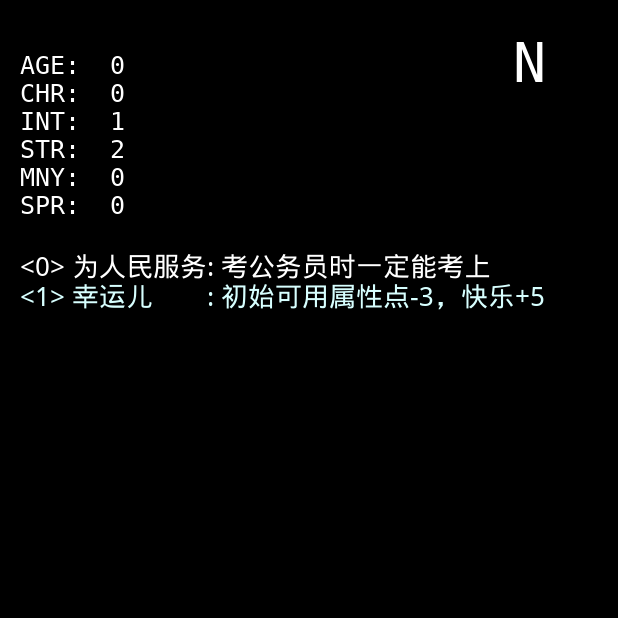 N
AGE: 0
CHR: 0
INT: 1
STR: 2
MNY: 0
SPR: 0
<0> 为人民服务: 考公务员时一定能考上
<1> 幸运儿 : 初始可用属性点-3，快乐+5